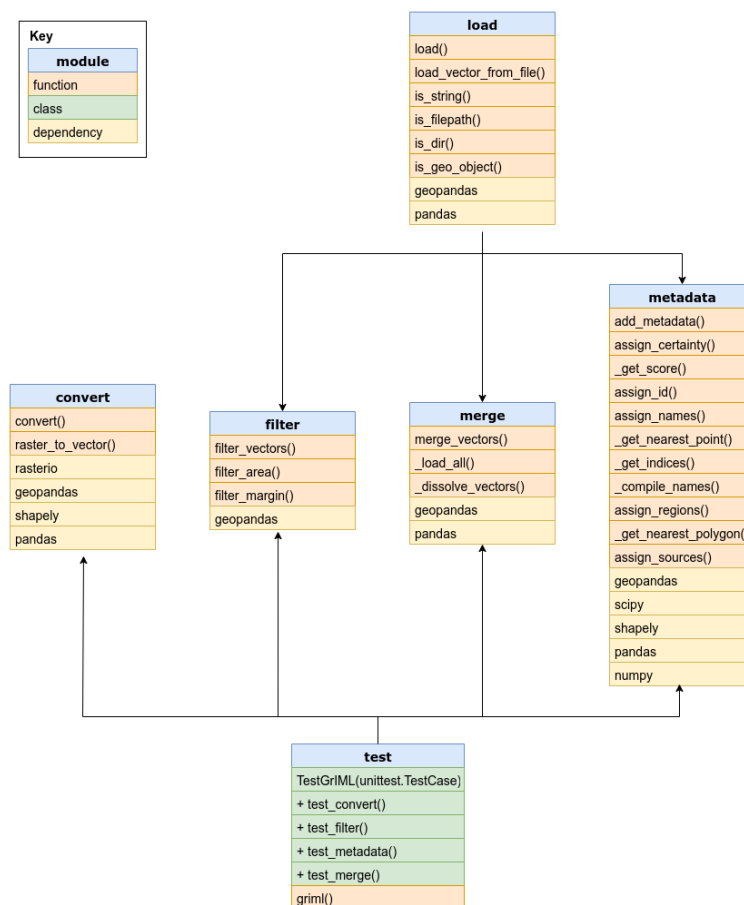 Key
module
function
class
dependency
load
load()
load_vector_from_file()
is_string()
is_filepath()
is_dir()
is_geo_object()
geopandas
pandas
convert
convert()
raster_to_vector()
rasterio
geopandas
shapely
pandas
filter
filter_vectors()
filter_area()
filter_margin()
geopandas
merge
merge_vectors()
_load_all()
_dissolve_vectors()
geopandas
pandas
metadata
add_metadata()
assign_certainty()
_get_score()
assign_id()
assign_names()
_get_nearest_point()
_get_indices()
_compile_names()
assign_regions()
_get_nearest_polygon(
assign_sources()
geopandas
scipy
shapely
pandas
numpy
test
TestGrIML(unittest.TestCase)
+ test_convert()
+ test_filter()
+ test_metadata()
+ test_merge()
griml()